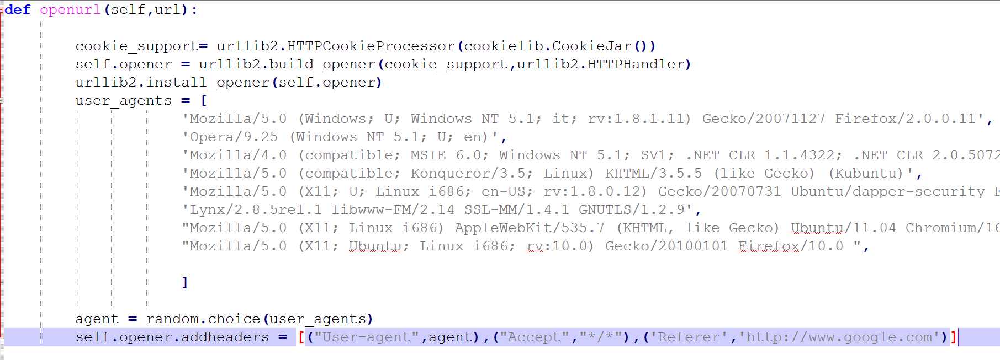 def openurl(self,url):
cookie_support= urllib2.HTTPCookieProcessor(cookielib.CookieJar())
self.opener = urllib2.build_opener(cookie_support,urllib2.HTTPHandler)
urllib2.install_opener(self.opener)
user_agents = [
'Mozilla/5.0 (Windows; U; Windows NT 5.1; it; rv:1.8.1.11) Gecko/20071127 Firefox/2.0.0.11',
'Opera/9.25 (Windows NT 5.1; U; en)',
'Mozilla/4.0 (compatible; MSIE 6.0; Windows NT 5.1; SV1; .NET CLR 1.1.4322; .NET CLR 2.0.5072
'Mozilla/5.0 (compatible; Konqueror/3.5; Linux) KHTML/3.5.5 (like Gecko) (Kubuntu)',
'Mozilla/5.0 (X11; U; Linux i686; en-US; rv:1.8.0.12) Gecko/20070731 Ubuntu/dapper-security F
'Lynx/2.8.5rel.1 libwww-FM/2.14 SSL-MM/1.4.1 GNUTLS/1.2.9',
"Mozilla/5.0 (X11; Linux i686) AppleWebKit/535.7 (KHTML, like Gecko) Ubuntu/11.04 Chromium/16
"Mozilla/5.0 (X11; Ubuntu; Linux i686; rv:10.0) Gecko/20100101 Firefox/10.0 ",
]
agent = random.choice(user_agents)
self.opener.addheaders = [("User-agent",agent),("Accept","*/*"),('Referer','http://www.google.com')]